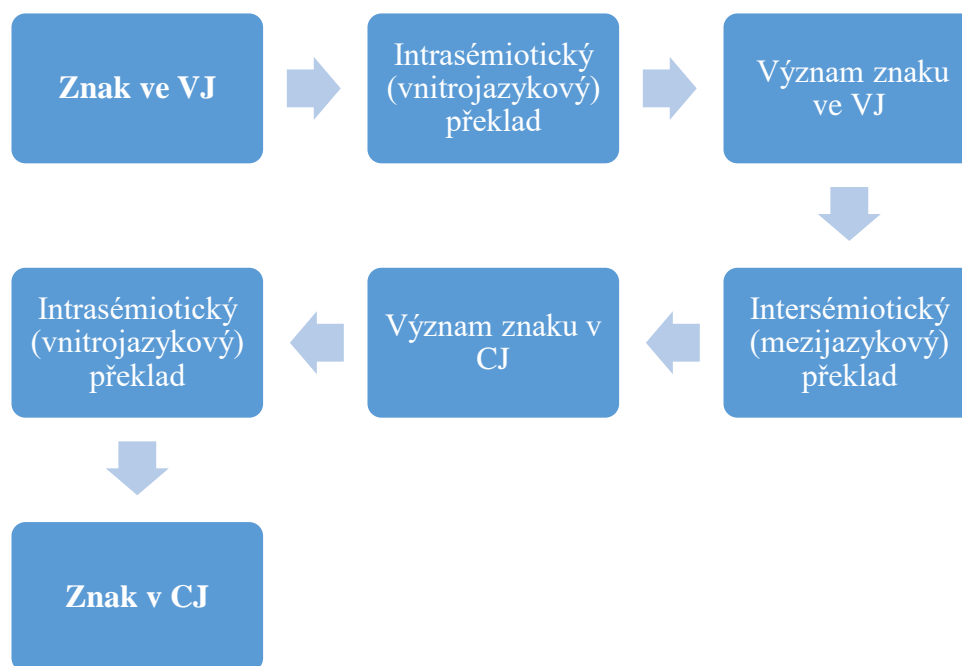 Znak ve VJ
Intrasémiotický
(vnitrojazykový)
překlad
Význam znaku
ve VJ
Intersémiotický
(mezijazykový)
překlad
Význam znaku v
CJ
Intrasémiotický
(vnitrojazykový)
překlad
Znak v CJ